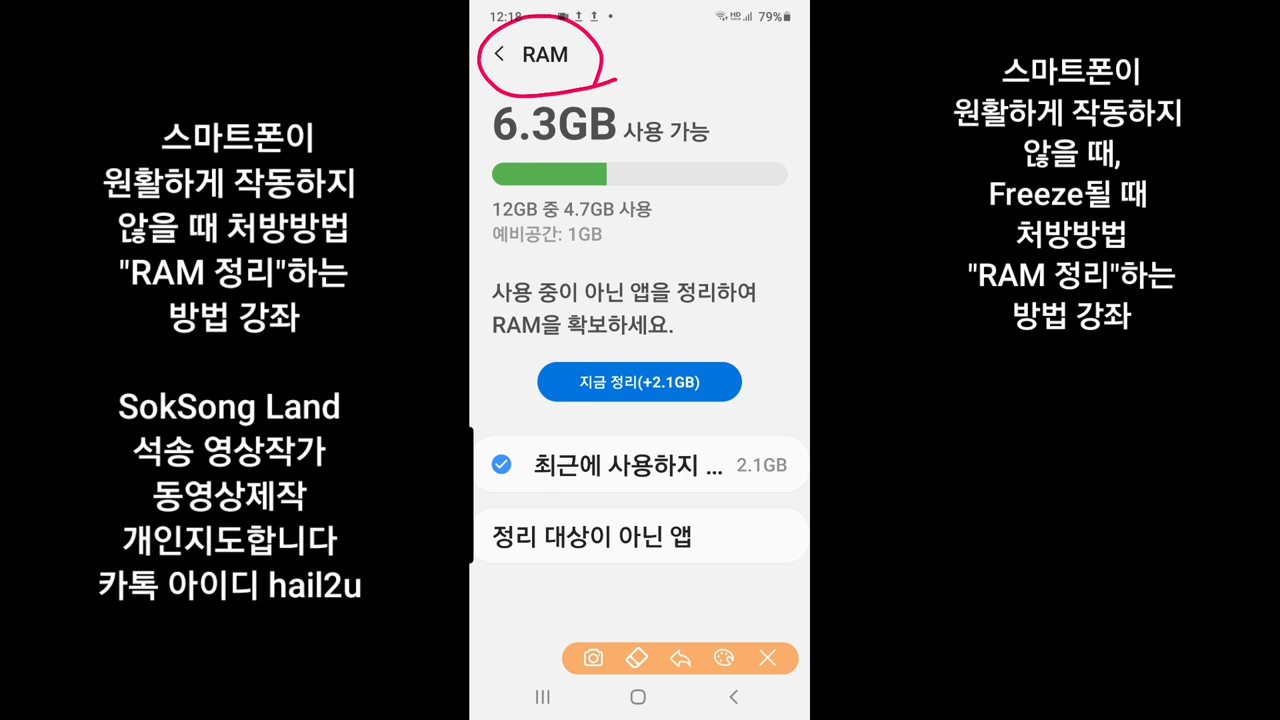 스마트폰이
원활하게 작동하지
않을 때 처방방법
"RAM 정리"하는
방법 강좌
SokSong Land
석송 영상작가
동영상제작
개인지도합니다
카톡 아이디 hail2u
12:18
79%
RAM
6.3GB 사용 가능
12GB 중 4.7GB 사용
예비공간: 1GB
사용 중이 아닌 앱을 정리하여
RAM을 확보하세요.
지금 정리(+2.1GB)
최근에 사용하지 ... 2.1GB
정리 대상이 아닌 앱
스마트폰이
원활하게 작동하지
않을 때,
Freeze될 때
처방방법
"RAM 정리"하는
방법 강좌